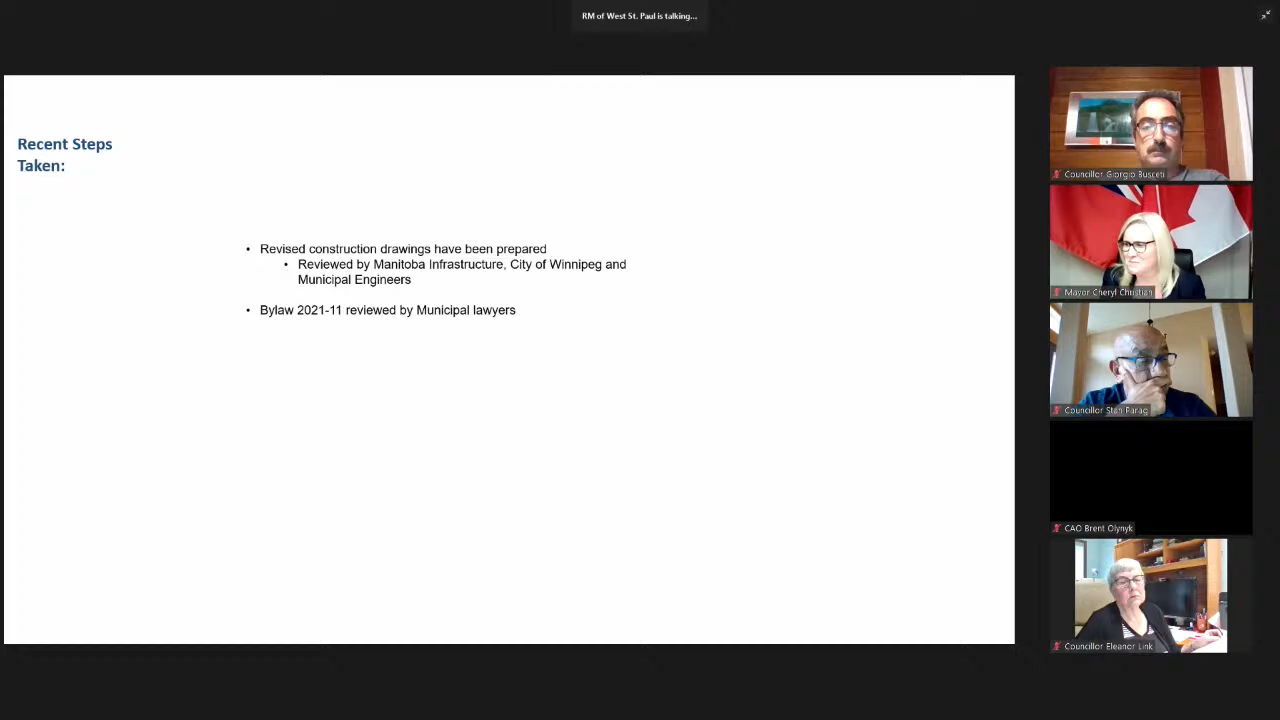 RM of West St. Paul is talking...
Recent Steps
Taken:
• Revised construction drawings have been prepared
• Reviewed by Manitoba Infrastructure, City of Winnipeg and
Municipal Engineers
• Bylaw 2021-11 reviewed by Municipal lawyers
Councillor Giorgio Busceti
Mayor Cheryl Christian
Councillor Stan Parag
CAO Brent Olynyk
Councillor Eleanor Link